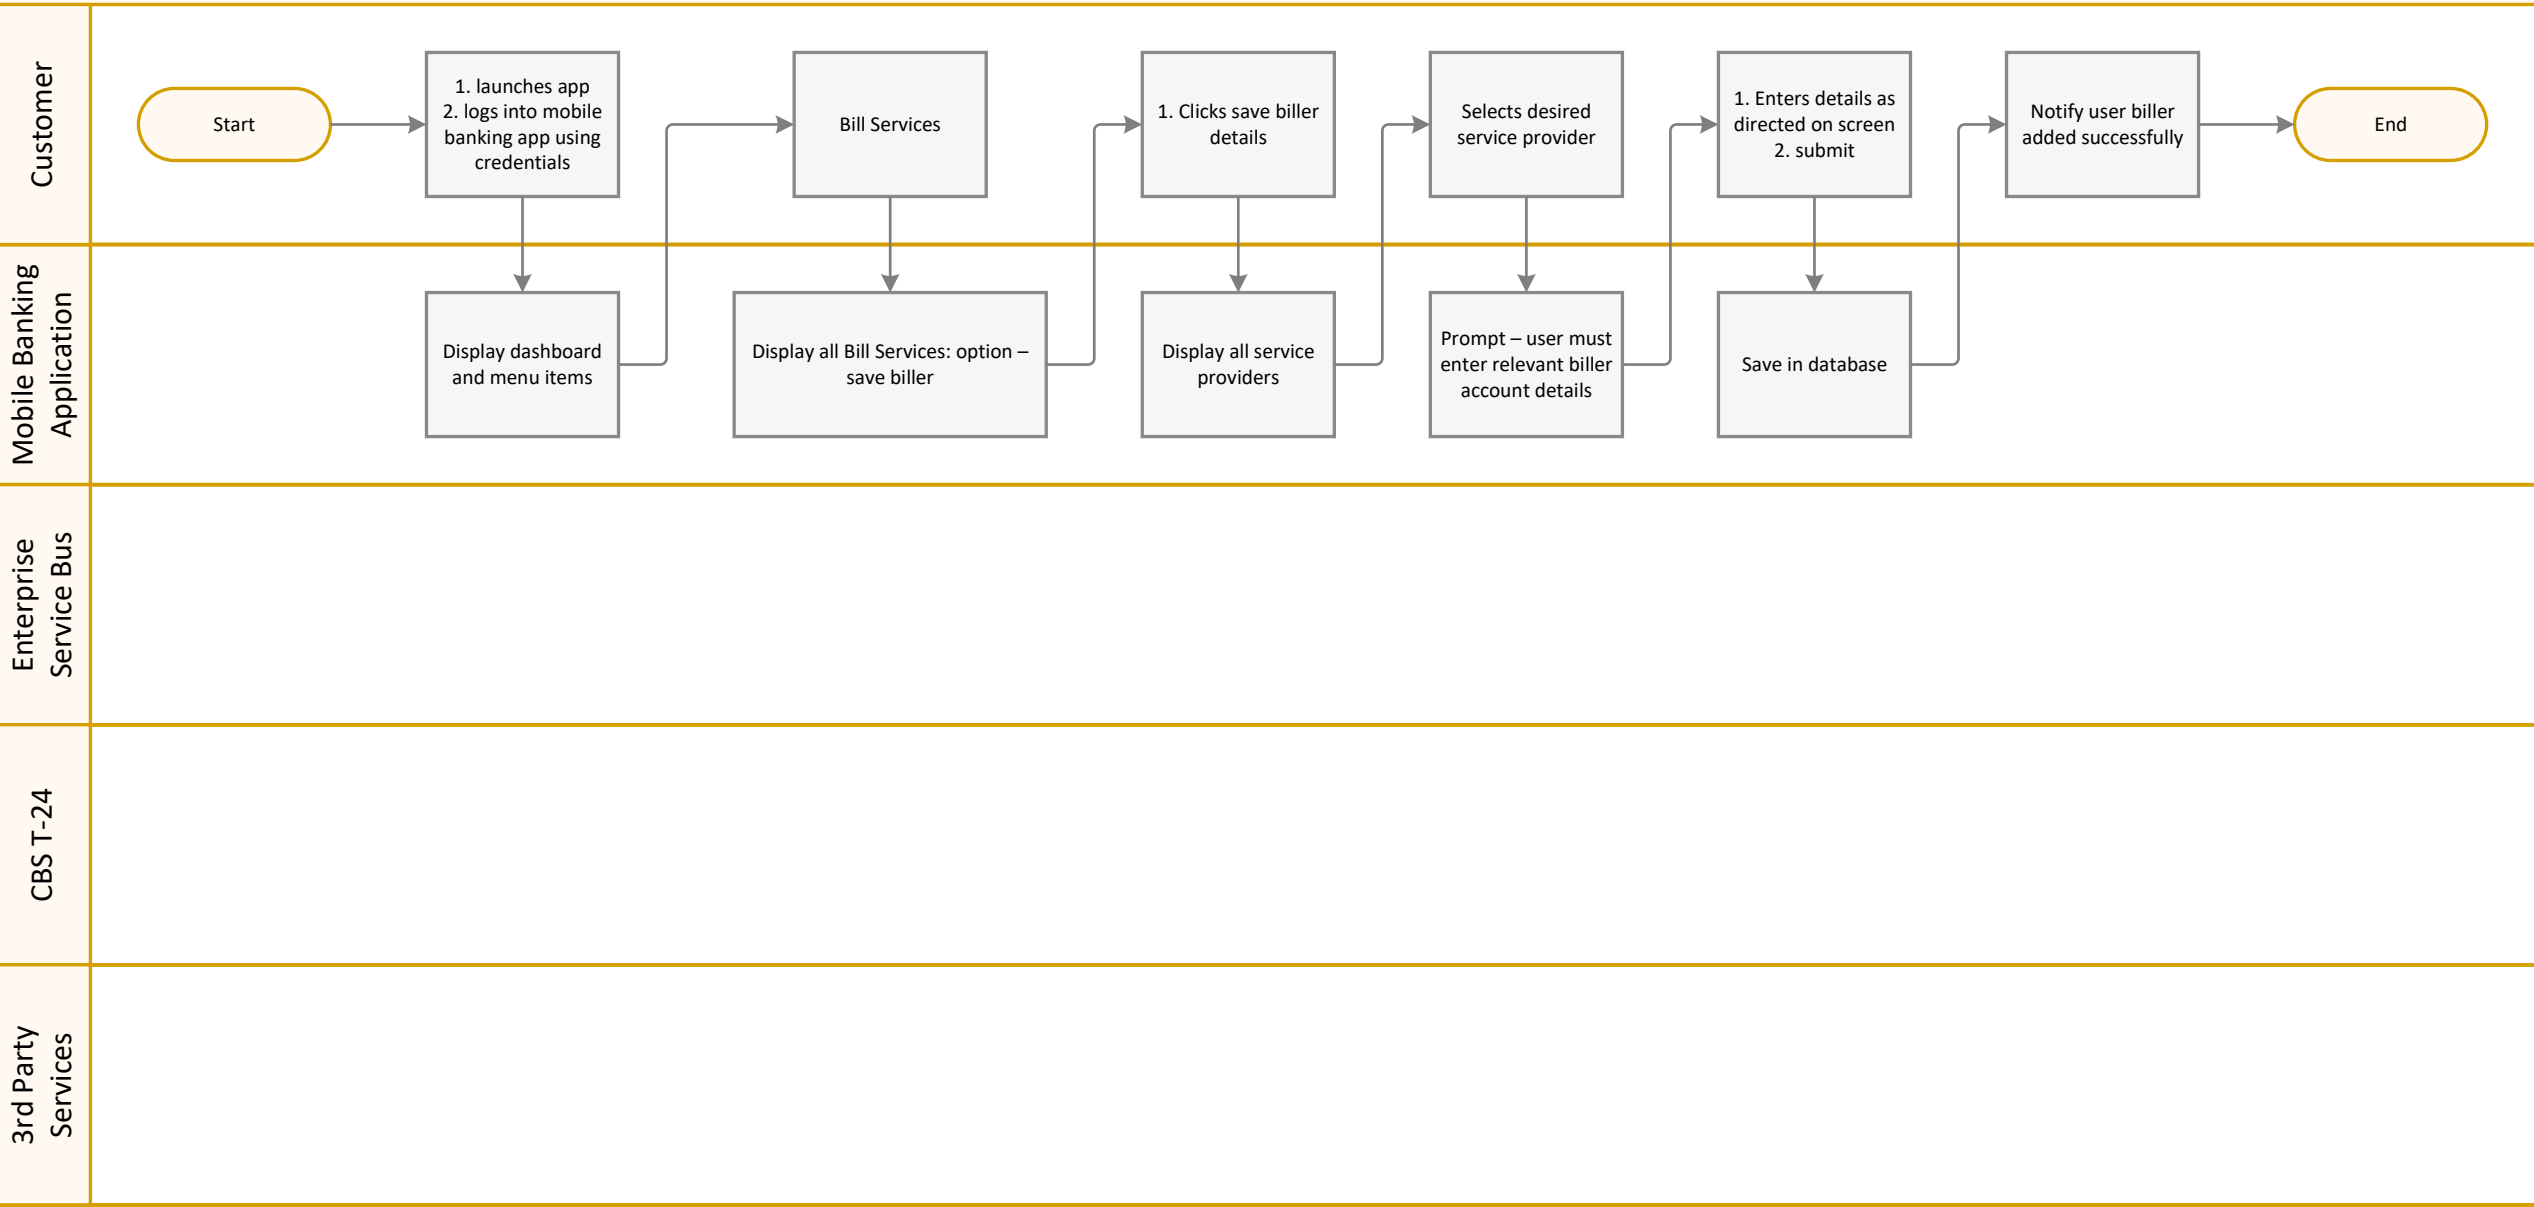 Customer
Start
1. launches app
2. logs into mobile
banking app using
credentials
Bill Services
1. Clicks save biller
details
Selects desired
service provider
1. Enters details as
directed on screen
2. submit
Notify user biller
added successfully
End
Mobile Banking
Application
Display dashboard
and menu items
Display all Bill Services: option –
save biller
Display all service
providers
Prompt – user must
enter relevant biller
account details
Save in database
Enterprise
Service Bus
CBS T-24
3rd Party
Services